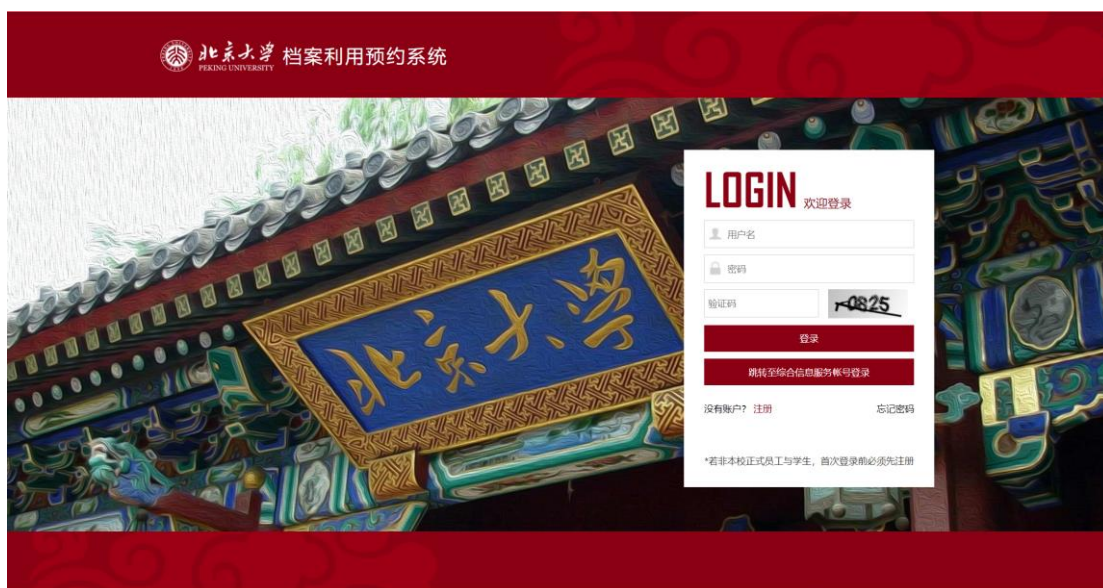 北京大学 档案利用预约系统
PEKING UNIVERSITY
北京大学
LOGIN 欢迎登录
用户名
密码
验证码
0825
登录
跳转至综合信息服务帐号登录
没有账户? 注册 忘记密码
*若非本校正式员工与学生，首次登录前必须先注册